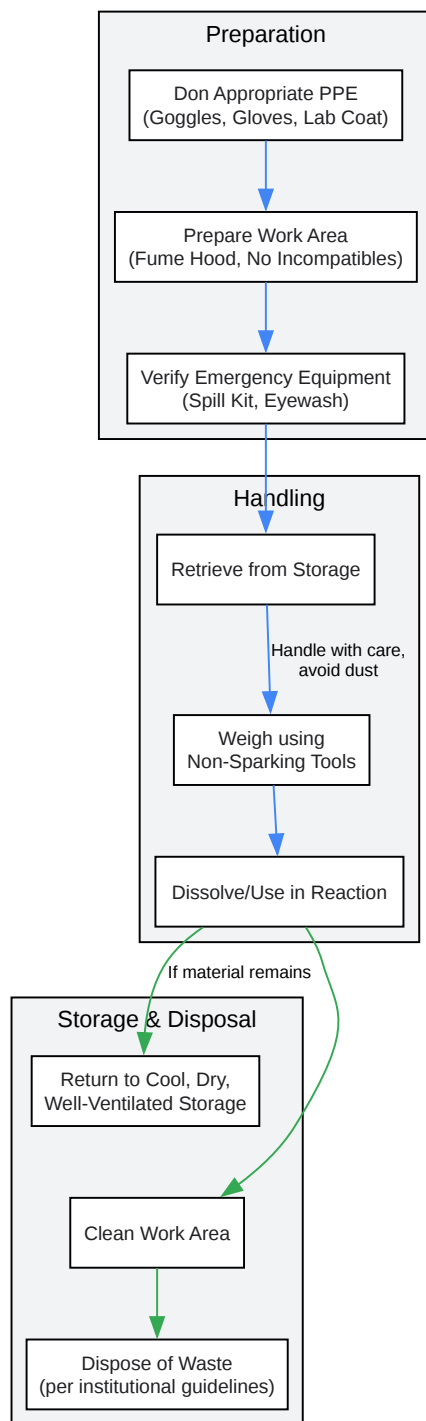 Preparation
Don Appropriate PPE
(Goggles, Gloves, Lab Coat)
Prepare Work Area
(Fume Hood, No Incompatibles)
Verify Emergency Equipment
(Spill Kit, Eyewash)
Handling
Retrieve from Storage
Handle with care,
avoid dust
Weigh using
Non-Sparking Tools
Dissolve/Use in Reaction
If material remains
Storage & Disposal
Return to Cool, Dry,
Well-Ventilated Storage
Clean Work Area
Dispose of Waste
(per institutional guidelines)